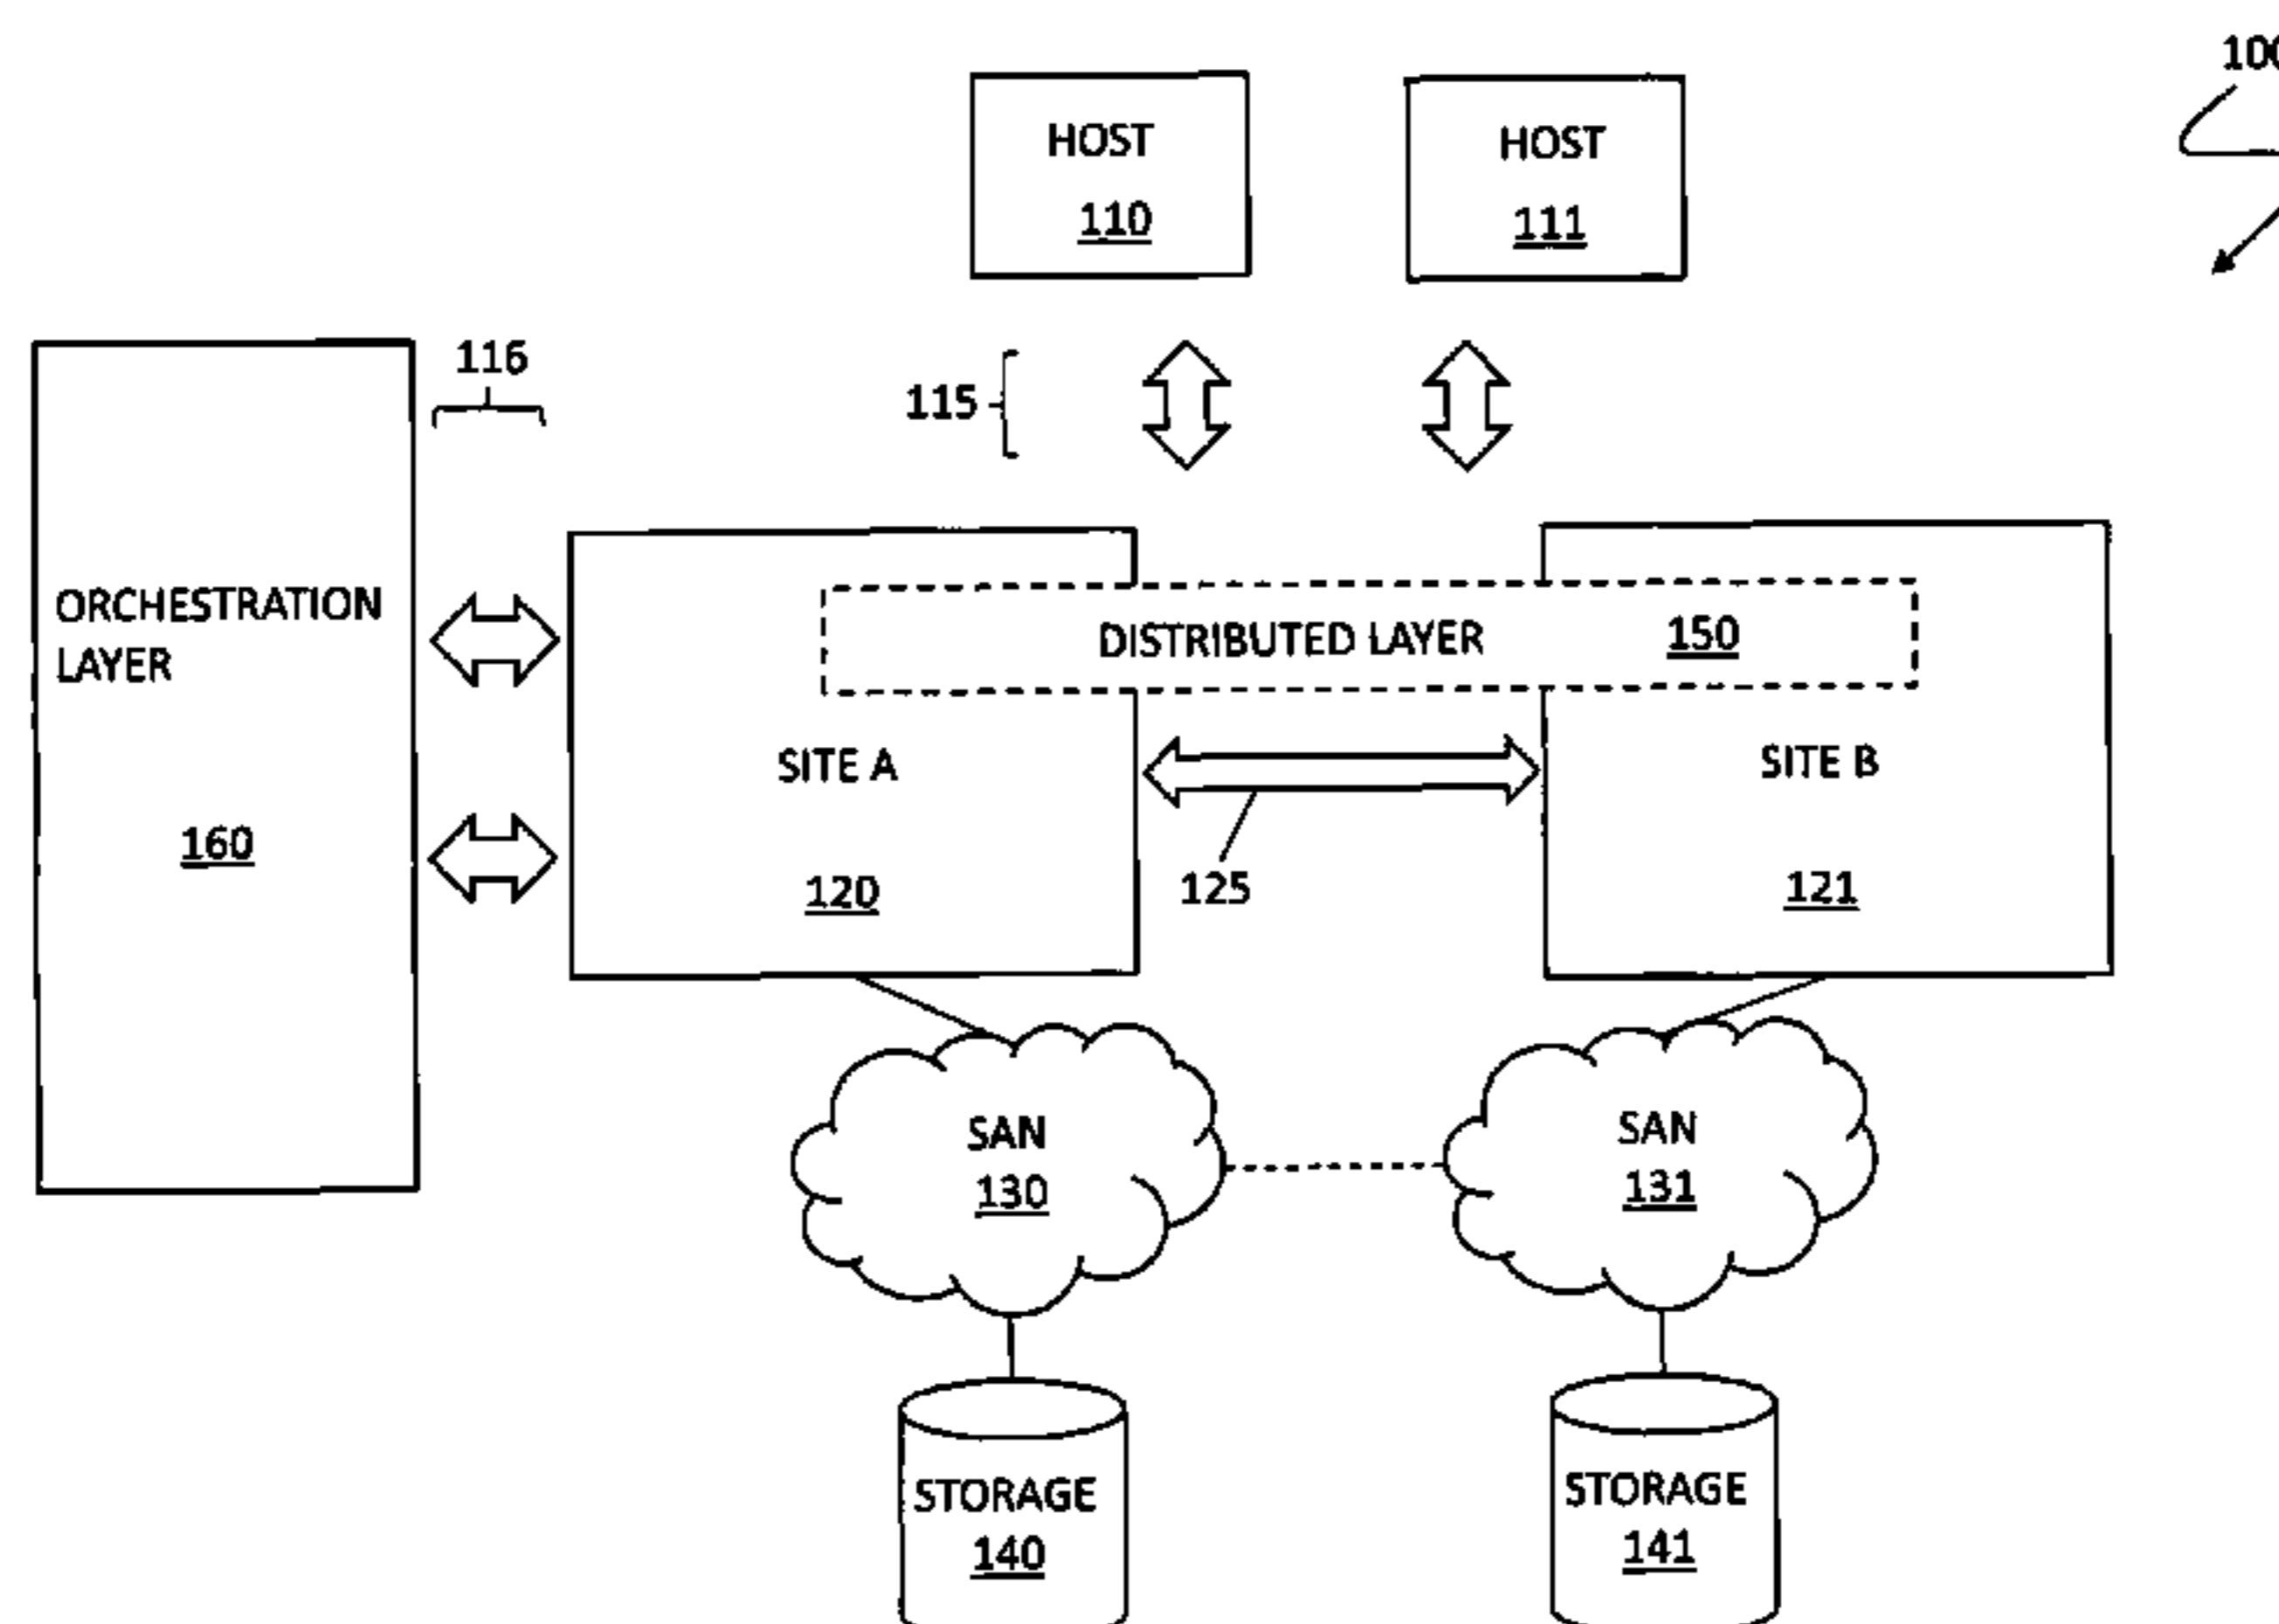 100
HOST
110
HOST
111
116
115
ORCHESTRATION
LAYER
160
DISTRIBUTED LAYER 150
SITE A
120
125
SITE B
121
SAN
130
SAN
131
STORAGE
140
STORAGE
141